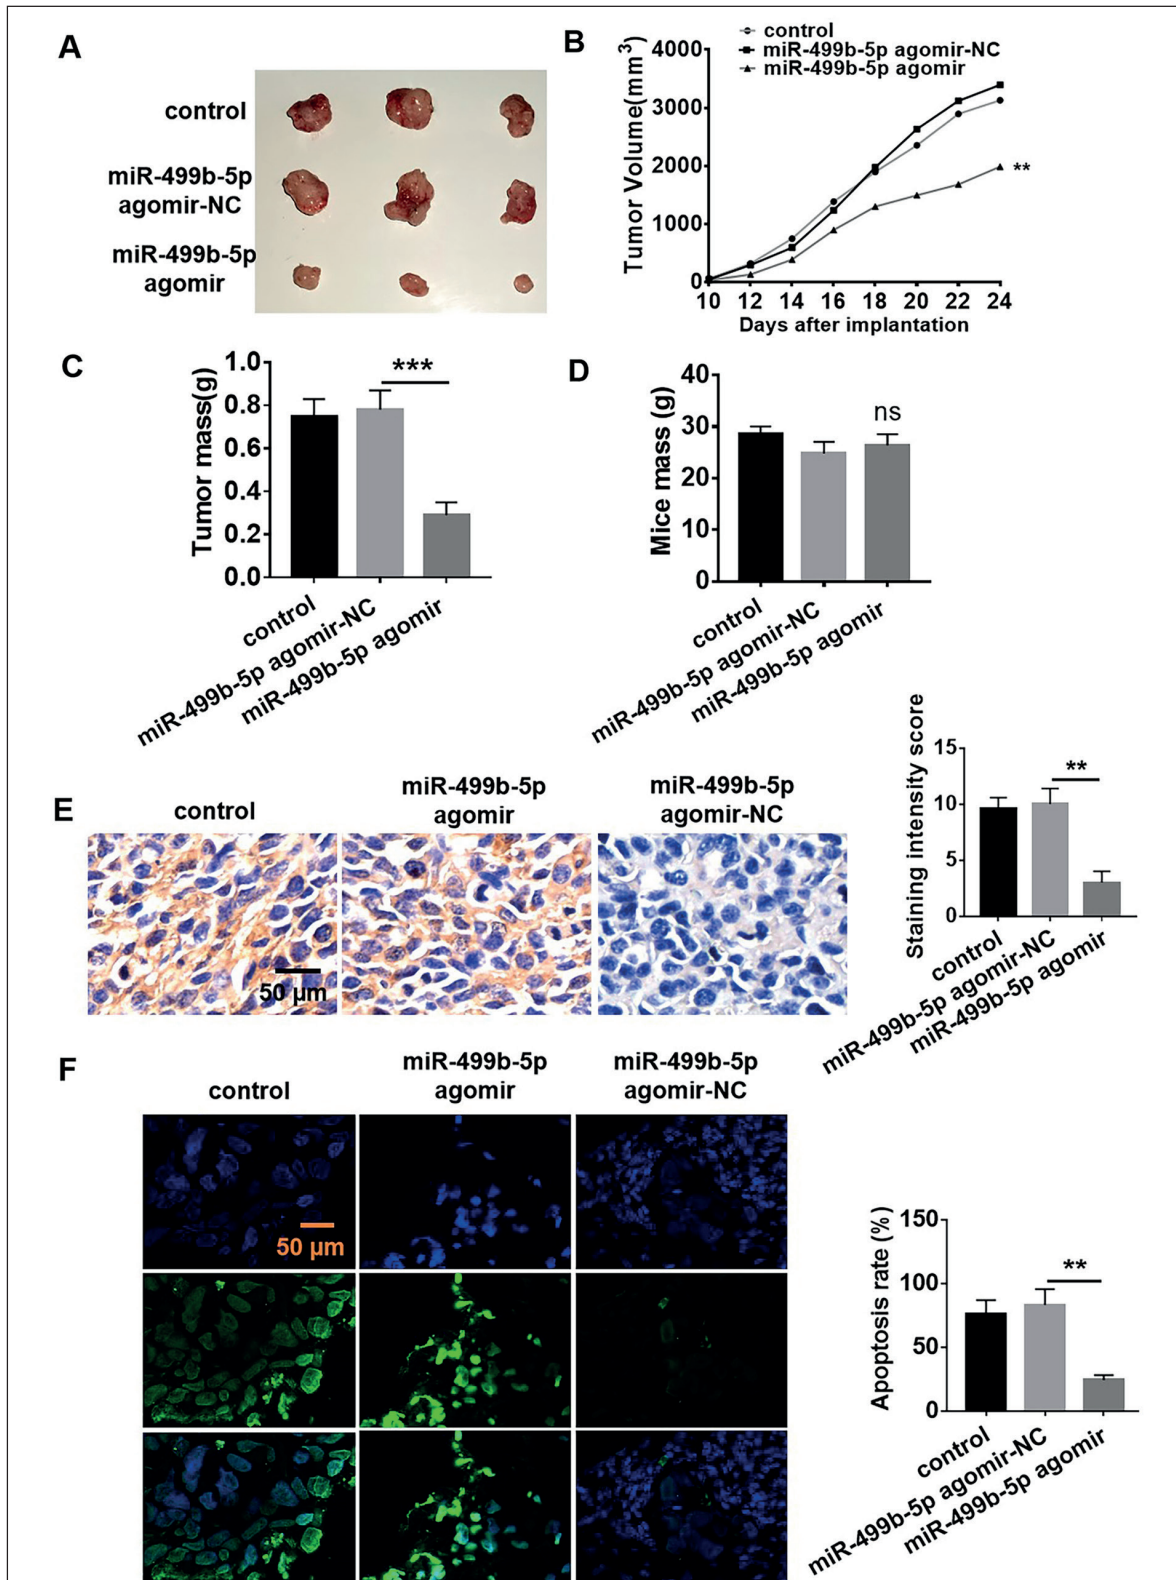 A
control
miR-499b-5p
agomir-NC
miR-499b-5p
agomir
B
control
miR-499b-5p agomir-NC
miR-499b-5p agomir
Tumor Volume(mm³)
4000
3000
2000
1000
0
**
10 12 14 16 18 20 22 24
Days after implantation
C
Tumor mass(g)
1.0
0.8
0.6
0.4
0.2
0.0
***
control
miR-499b-5p agomir-NC
miR-499b-5p agomir
D
Mice mass (g)
40
30
20
10
0
ns
control
miR-499b-5p agomir-NC
miR-499b-5p agomir
E
control
miR-499b-5p
agomir
miR-499b-5p
agomir-NC
50 µm
Staining intensity score
15
10
5
0
**
control
miR-499b-5p agomir-NC
miR-499b-5p agomir
F
control
miR-499b-5p
agomir
miR-499b-5p
agomir-NC
50 µm
Apoptosis rate (%)
150
100
50
0
**
control
miR-499b-5p agomir-NC
miR-499b-5p agomir